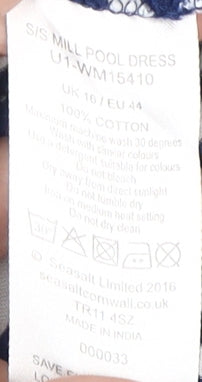 S/S MILL POOL DRESS
U1-WM15410
UK 16 / EU 44
100% COTTON
Maximum machine wash 30 degrees
Wash with similar colours
Use a detergent suitable for colours
Do not bleach
Dry away from direct sunlight
Do not tumble dry
Iron on medium heat setting
Do not dry clean
30°
© Seasalt Limited 2016
seasaltcornwall.co.uk
TR11 4SZ
MADE IN INDIA
000033
SAVE